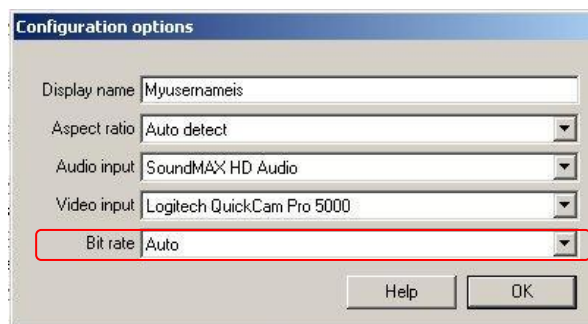 Configuration options
Display name Myusernameis
Aspect ratio Auto detect
Audio input SoundMAX HD Audio
Video input Logitech QuickCam Pro 5000
Bit rate Auto
Help OK